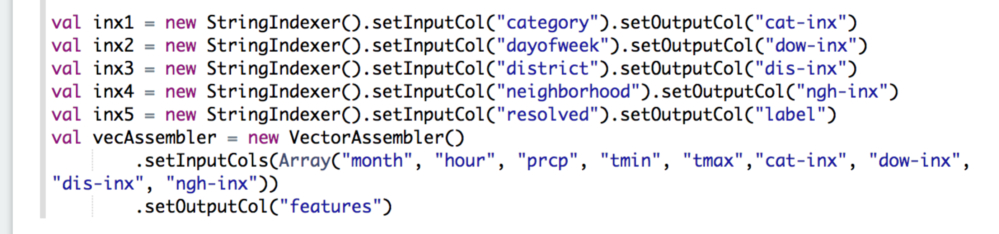 val inx1 = new StringIndexer().setInputCol("category").setOutputCol("cat-inx")
val inx2 = new StringIndexer().setInputCol("dayofweek").setOutputCol("dow-inx")
val inx3 = new StringIndexer().setInputCol("district").setOutputCol("dis-inx")
val inx4 = new StringIndexer().setInputCol("neighborhood").setOutputCol("ngh-inx")
val inx5 = new StringIndexer().setInputCol("resolved").setOutputCol("label")
val vecAssembler = new VectorAssembler()
        .setInputCols(Array("month", "hour", "prcp", "tmin", "tmax","cat-inx", "dow-inx",
"dis-inx", "ngh-inx"))
        .setOutputCol("features")